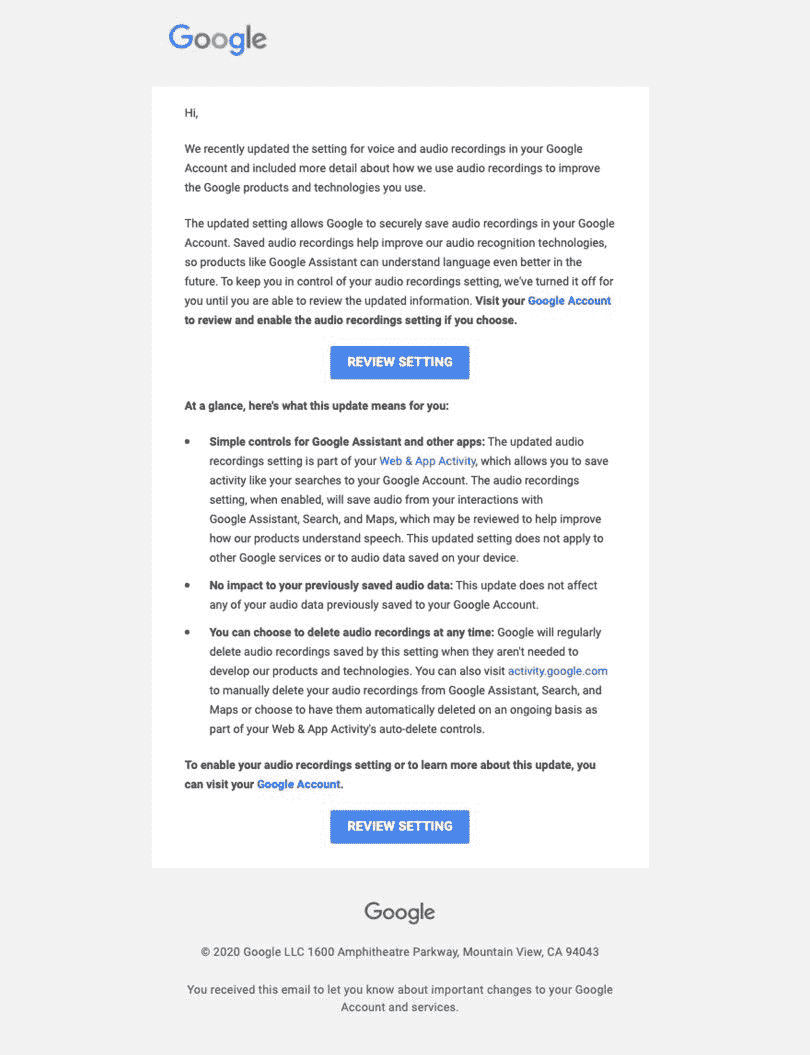 Google
Hi,
We recently updated the setting for voice and audio recordings in your Google
Account and included more detail about how we use audio recordings to improve
the Google products and technologies you use.
The updated setting allows Google to securely save audio recordings in your Google
Account. Saved audio recordings help improve our audio recognition technologies,
so products like Google Assistant can understand language even better in the
future. To keep you in control of your audio recordings setting, we've turned it off for
you until you are able to review the updated information. Visit your Google Account
to review and enable the audio recordings setting if you choose.
REVIEW SETTING
At a glance, here's what this update means for you:
• Simple controls for Google Assistant and other apps: The updated audio
recordings setting is part of your Web & App Activity, which allows you to save
activity like your searches to your Google Account. The audio recordings
setting, when enabled, will save audio from your interactions with
Google Assistant, Search, and Maps, which may be reviewed to help improve
how our products understand speech. This updated setting does not apply to
other Google services or to audio data saved on your device.
• No impact to your previously saved audio data: This update does not affect
any of your audio data previously saved to your Google Account.
• You can choose to delete audio recordings at any time: Google will regularly
delete audio recordings saved by this setting when they aren't needed to
develop our products and technologies. You can also visit activity.google.com
to manually delete your audio recordings from Google Assistant, Search, and
Maps or choose to have them automatically deleted on an ongoing basis as
part of your Web & App Activity's auto-delete controls.
To enable your audio recordings setting or to learn more about this update, you
can visit your Google Account.
REVIEW SETTING
Google
© 2020 Google LLC 1600 Amphitheatre Parkway, Mountain View, CA 94043
You received this email to let you know about important changes to your Google
Account and services.